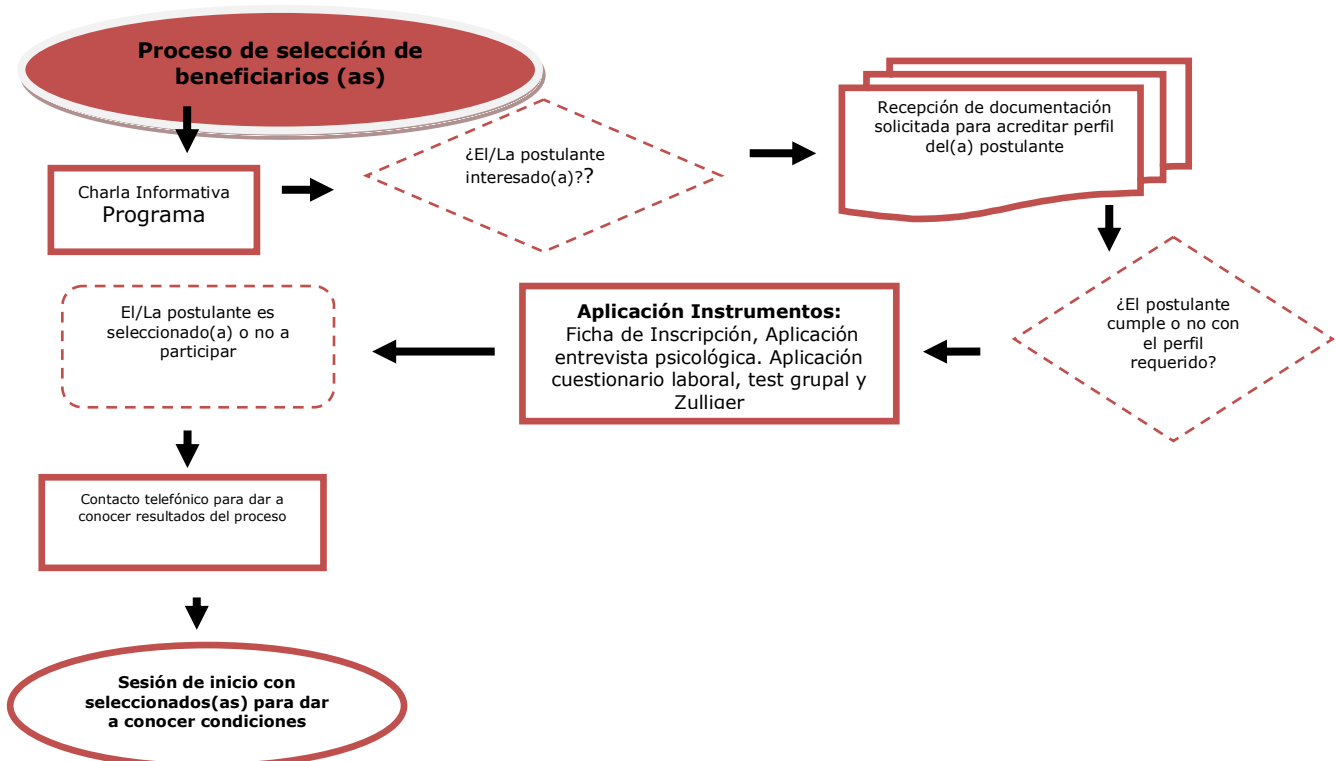 Proceso de selección de
beneficiarios (as)
Charla Informativa
Programa
¿El/La postulante
interesado(a)??
Recepción de documentación
solicitada para acreditar perfil
del(a) postulante
¿El postulante
cumple o no con
el perfil
requerido?
Aplicación Instrumentos:
Ficha de Inscripción, Aplicación
entrevista psicológica. Aplicación
cuestionario laboral, test grupal y
Zulliger
El/La postulante es
seleccionado(a) o no a
participar
Contacto telefónico para dar a
conocer resultados del proceso
Sesión de inicio con
seleccionados(as) para dar
a conocer condiciones